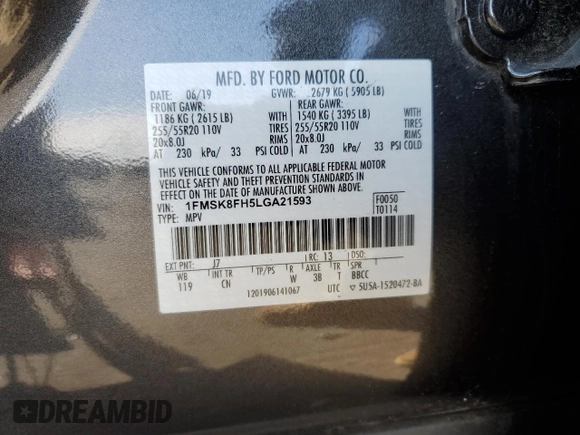 MFD. BY FORD MOTOR CO.
DATE: 06/19 GVWR: 2679 KG ( 5905 LB)
FRONT GAWR: REAR GAWR:
1186 KG ( 2615 LB) WITH 1540 KG ( 3395 LB) WITH
255/55R20 110V TIRES 255/55R20 110V TIRES
20x8.0J RIMS 20x8.0J RIMS
AT 230 kPa/ 33 PSI COLD AT 230 kPa/ 33 PSI COLD
THIS VEHICLE CONFORMS TO ALL APPLICABLE FEDERAL MOTOR
VEHICLE SAFETY AND THEFT PREVENTION STANDARDS IN
EFFECT ON THE DATE OF MANUFACTURE SHOWN ABOVE.
VIN: 1FMSK8FH5LGA21593 F0050
TYPE: MPV T0114
EXT PNT: J7 RC: 13 DSO:
WB INT TR TP/PS R AXLE TR SPR
119 CN W 3B T BBCC
1201906141067 UTC ▽ 5USA-1520472-BA
DREAMBID